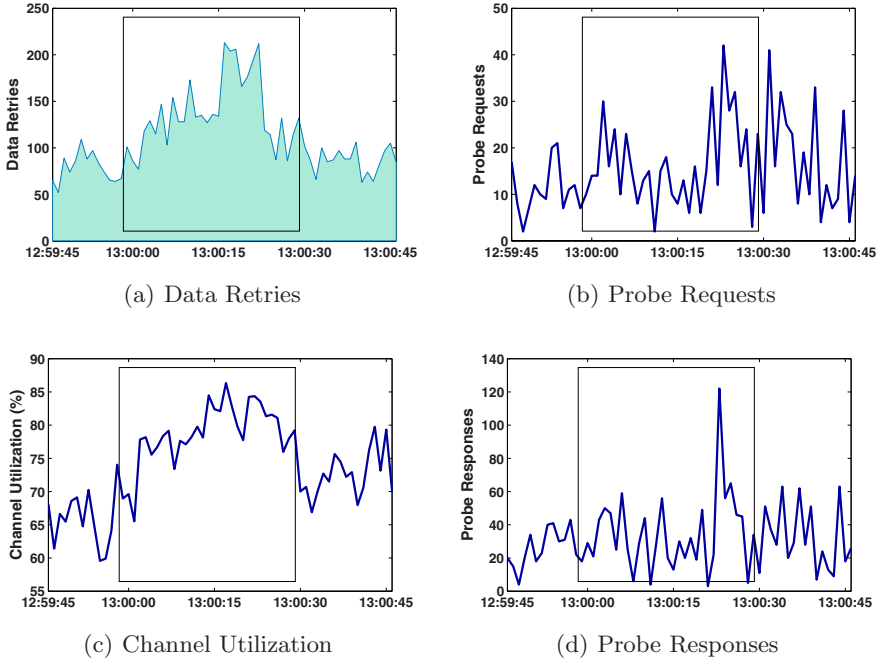 250
200
150
100
50
0
Data Retries
12:59:45 13:00:00 13:00:15 13:00:30 13:00:45
(a) Data Retries
50
40
30
20
10
0
Probe Requests
12:59:45 13:00:00 13:00:15 13:00:30 13:00:45
(b) Probe Requests
90
85
80
75
70
65
60
55
Channel Utilization (%)
12:59:45 13:00:00 13:00:15 13:00:30 13:00:45
(c) Channel Utilization
140
120
100
80
60
40
20
0
Probe Responses
12:59:45 13:00:00 13:00:15 13:00:30 13:00:45
(d) Probe Responses